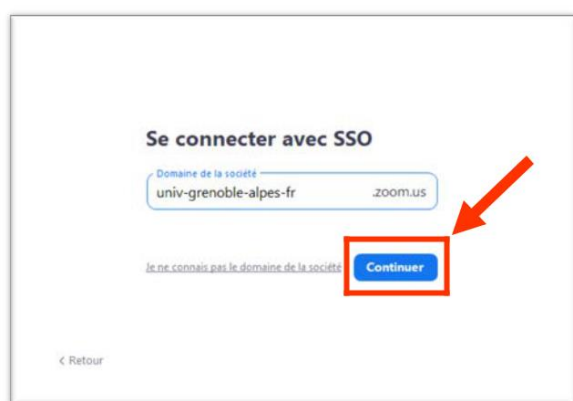 Se connecter avec SSO
Domaine de la société
univ-grenoble-alpes-fr .zoom.us
Je ne connais pas le domaine de la société Continuer
< Retour